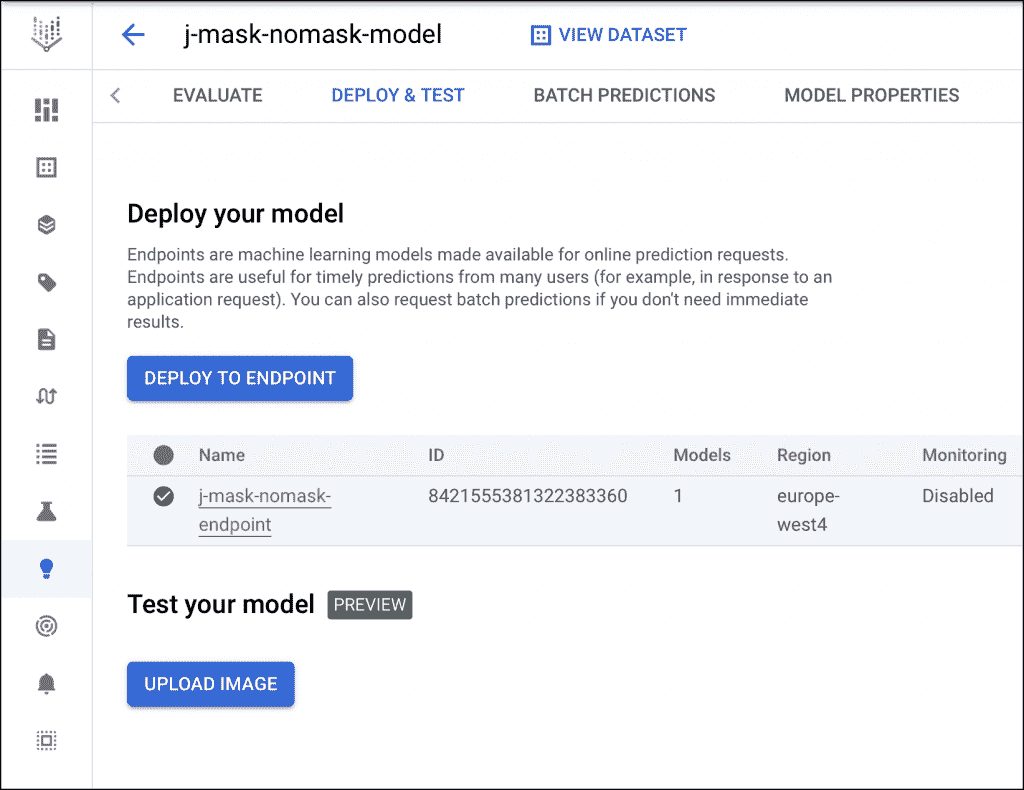 j-mask-nomask-model VIEW DATASET
EVALUATE DEPLOY & TEST BATCH PREDICTIONS MODEL PROPERTIES
Deploy your model
Endpoints are machine learning models made available for online prediction requests.
Endpoints are useful for timely predictions from many users (for example, in response to an
application request). You can also request batch predictions if you don't need immediate
results.
DEPLOY TO ENDPOINT
Name ID Models Region Monitoring
j-mask-nomask- 8421555381322383360 1 europe- Disabled
endpoint west4
Test your model PREVIEW
UPLOAD IMAGE